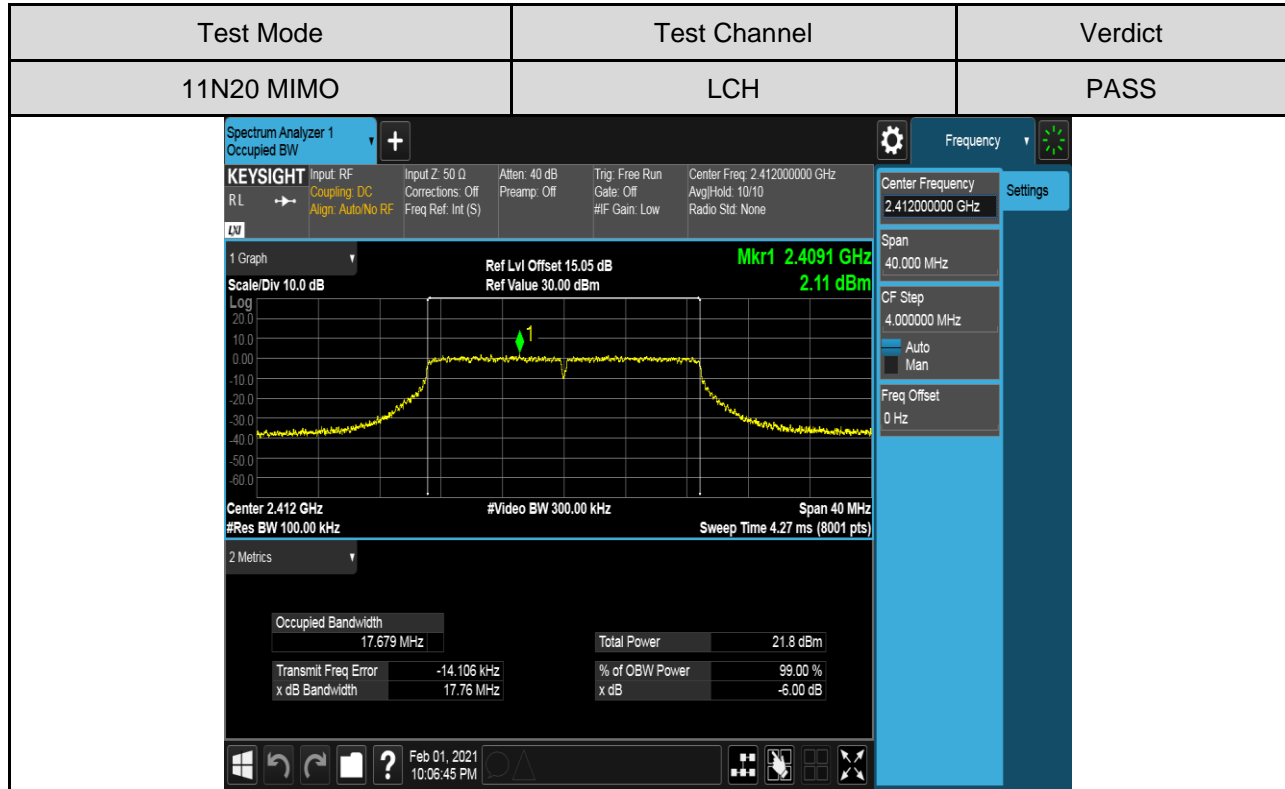 Test Mode Test Channel Verdict
11N20 MIMO LCH PASS
Spectrum Analyzer 1
Occupied BW
+
Frequency
KEYSIGHT Input: RF Input Z: 50 Ω Atten: 40 dB Trig: Free Run Center Freq: 2.412000000 GHz
RL Coupling: DC Corrections: Off Preamp: Off Gate: Off Avg|Hold: 10/10
Align: Auto/No RF Freq Ref: Int (S) #IF Gain: Low Radio Std: None
LXI
Center Frequency
2.412000000 GHz
Settings
Span
40.000 MHz
CF Step
4.000000 MHz
Auto
Man
Freq Offset
0 Hz
1 Graph Ref Lvl Offset 15.05 dB Mkr1 2.4091 GHz
Scale/Div 10.0 dB Ref Value 30.00 dBm 2.11 dBm
Log
20.0
10.0
1
0.00
-10.0
-20.0
-30.0
-40.0
-50.0
-60.0
Center 2.412 GHz #Video BW 300.00 kHz Span 40 MHz
#Res BW 100.00 kHz Sweep Time 4.27 ms (8001 pts)
2 Metrics
Occupied Bandwidth
17.679 MHz Total Power 21.8 dBm
Transmit Freq Error -14.106 kHz % of OBW Power 99.00 %
x dB Bandwidth 17.76 MHz x dB -6.00 dB
? Feb 01, 2021
10:06:45 PM